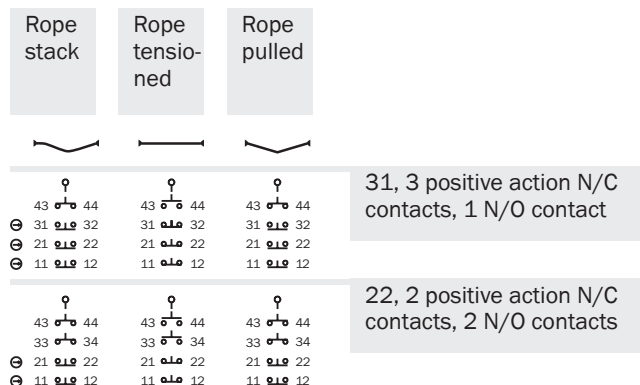 Rope stack
Rope tensio-
ned
Rope pulled
43 44 43 44 43 44
31 32 31 32 31 32
21 22 21 22 21 22
11 12 11 12 11 12
31, 3 positive action N/C
contacts, 1 N/O contact
43 44 43 44 43 44
33 34 33 34 33 34
21 22 21 22 21 22
11 12 11 12 11 12
22, 2 positive action N/C
contacts, 2 N/O contacts